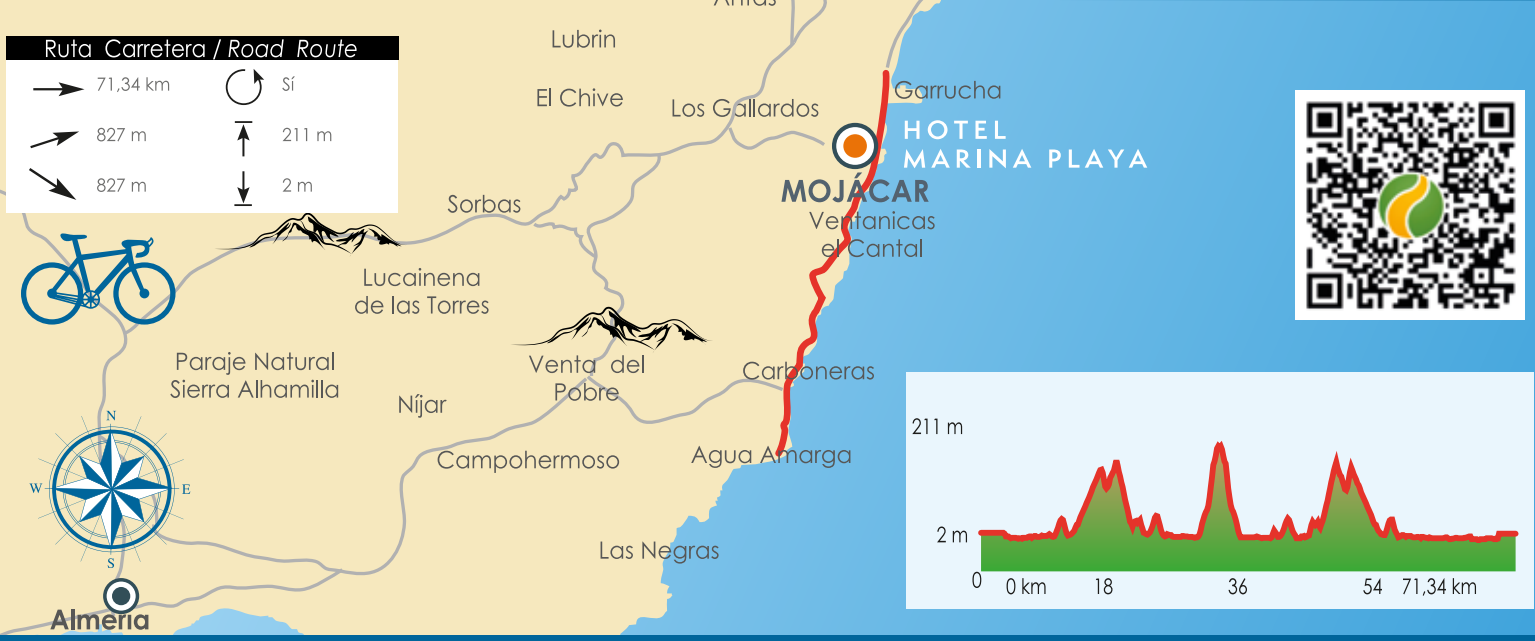 Ruta Carretera / Road Route
71,34 km
Sí
827 m
211 m
827 m
2 m
Lubrin
El Chive
Los Gallardos
Garrucha
HOTEL
MARINA PLAYA
MOJÁCAR
Ventanicas
el Cantal
Sorbas
Lucainena
de las Torres
Paraje Natural
Sierra Alhamilla
Venta del
Pobre
Carboneras
Níjar
Campohermoso
Agua Amarga
Las Negras
Almería
N
W
E
S
211 m
2 m
0
0 km
18
36
54
71,34 km